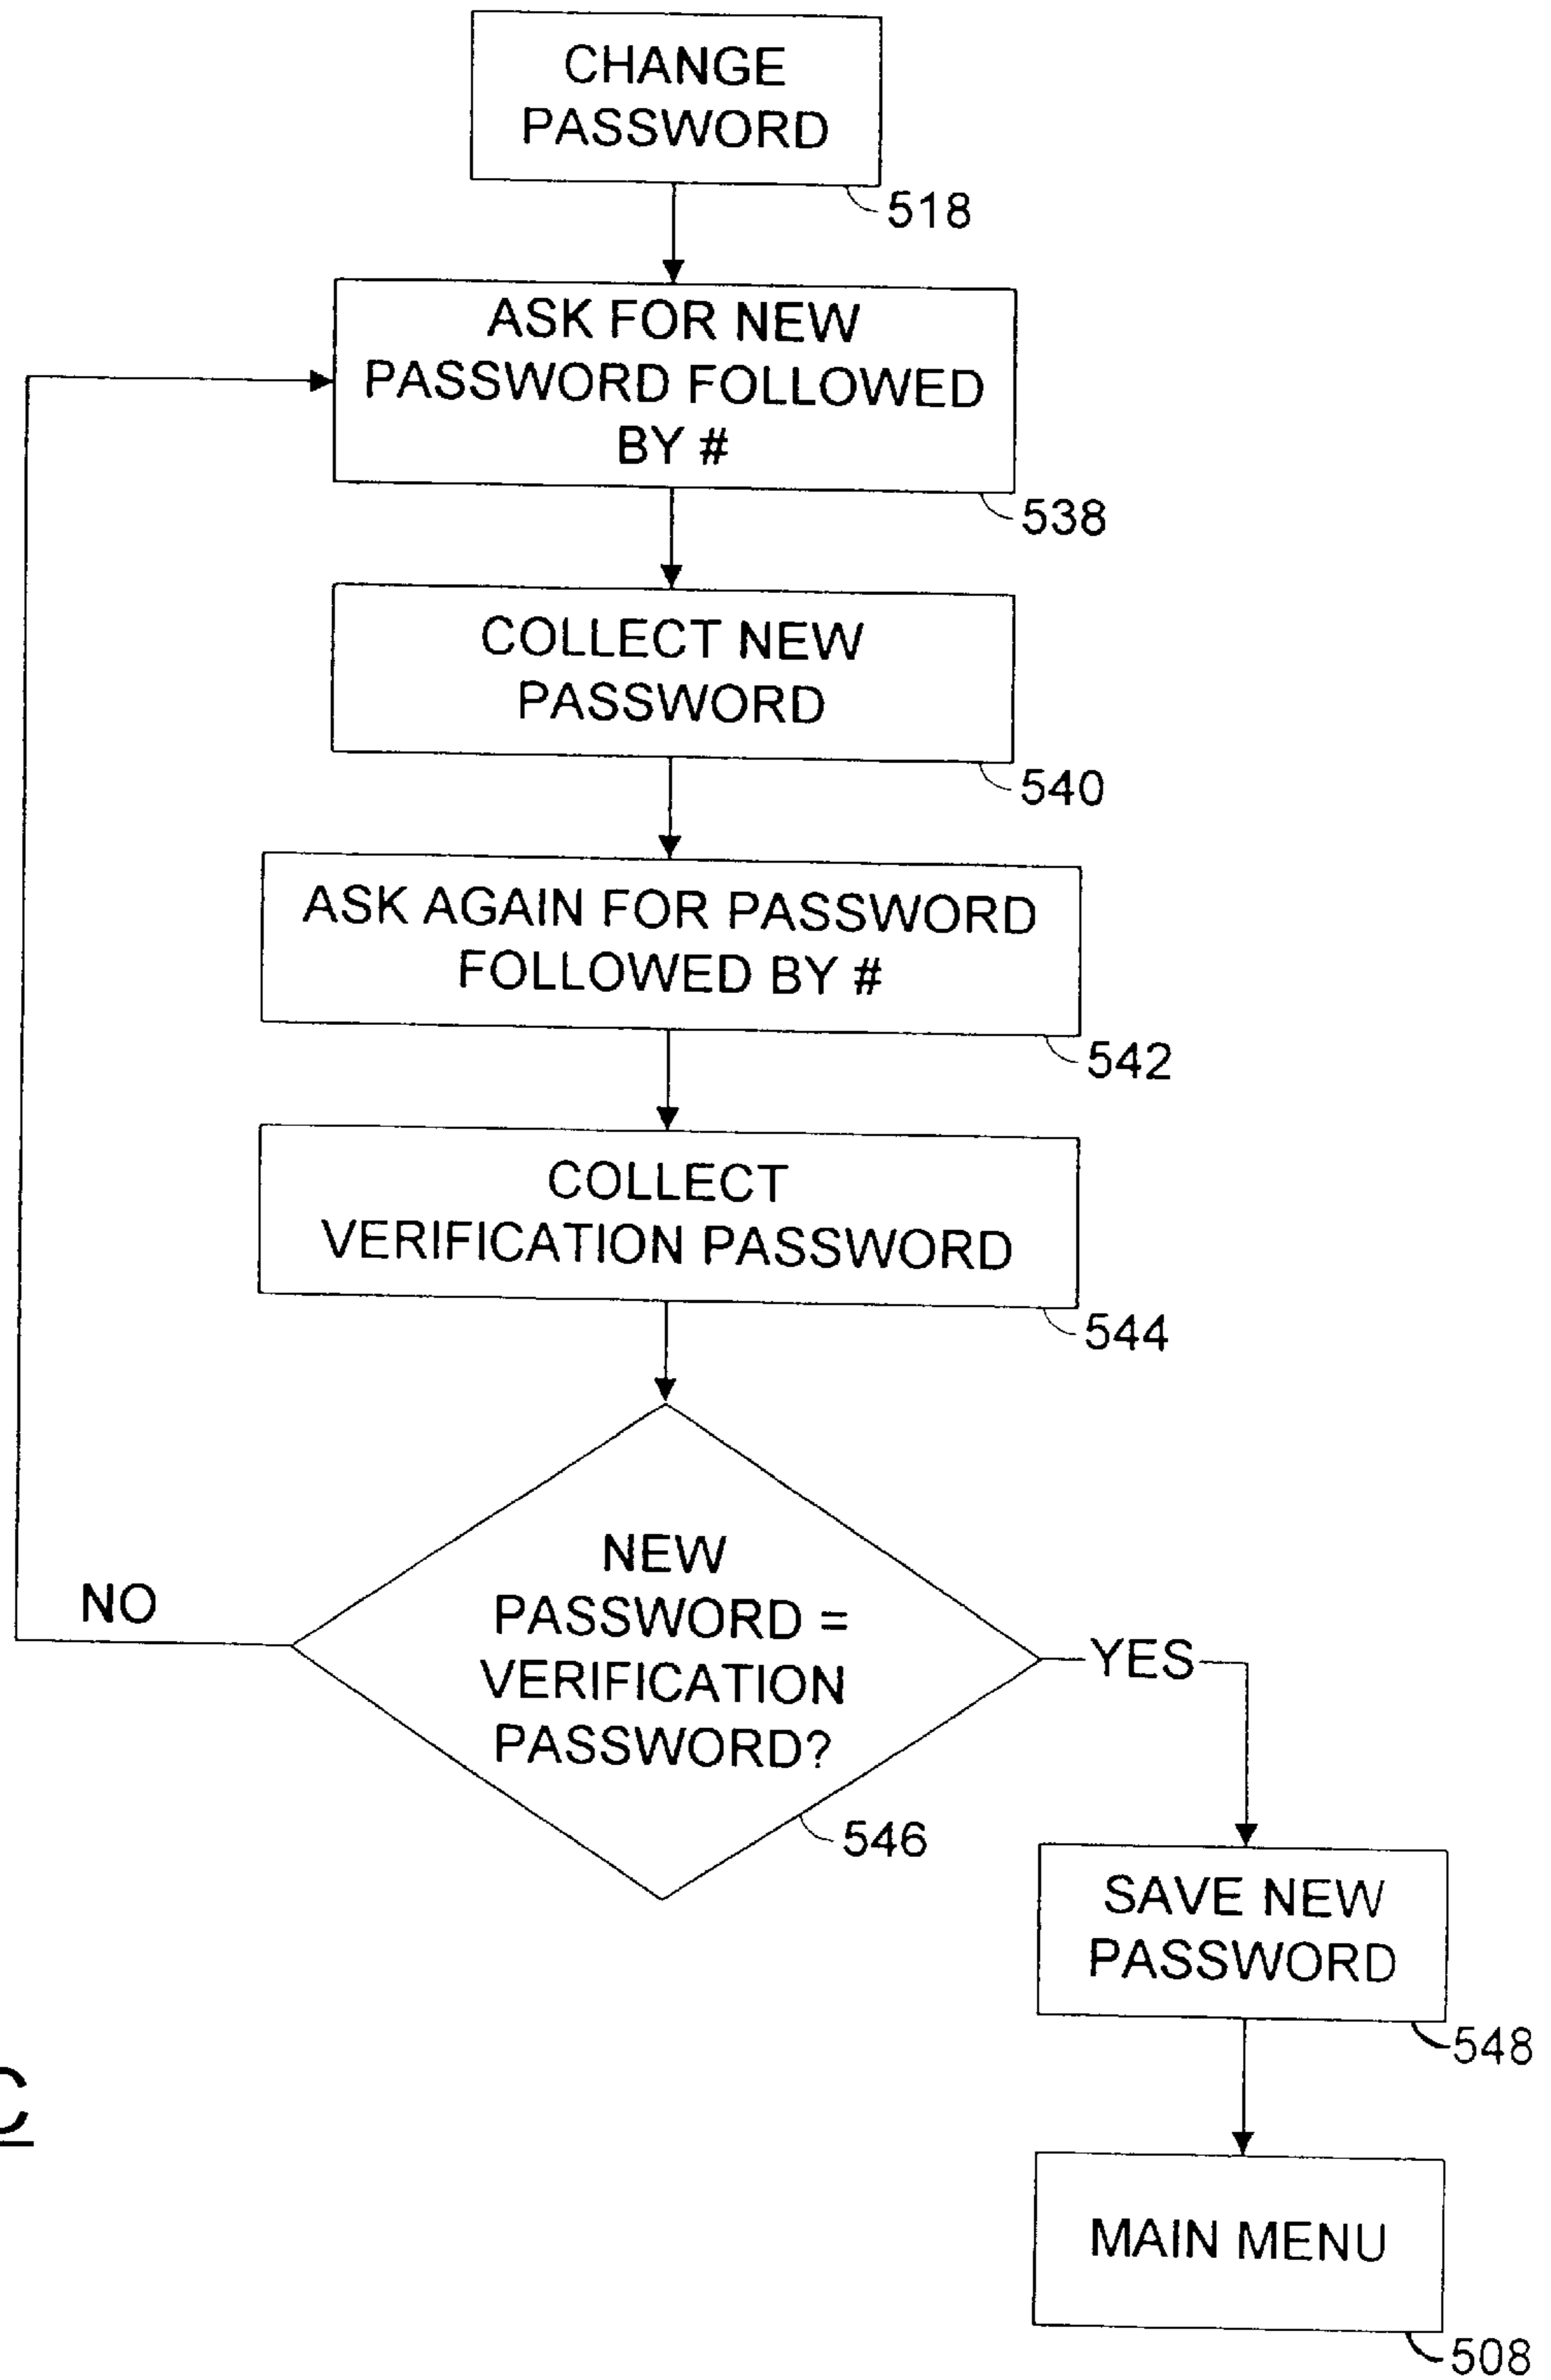 CHANGE
PASSWORD
518
ASK FOR NEW
PASSWORD FOLLOWED
BY #
538
COLLECT NEW
PASSWORD
540
ASK AGAIN FOR PASSWORD
FOLLOWED BY #
542
COLLECT
VERIFICATION PASSWORD
544
NEW
PASSWORD =
VERIFICATION
PASSWORD?
546
NO
YES
SAVE NEW
PASSWORD
548
C
MAIN MENU
508